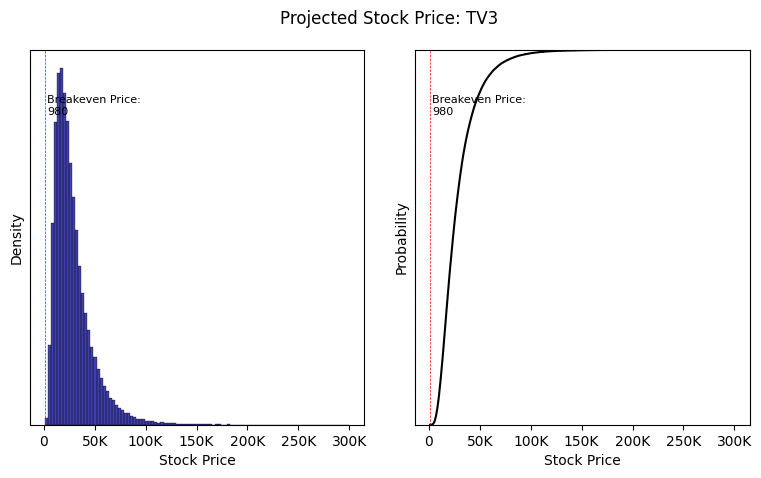 Projected Stock Price: TV3
Density
Breakeven Price:
980
0 50K 100K 150K 200K 250K 300K
Stock Price
Probability
Breakeven Price:
980
0 50K 100K 150K 200K 250K 300K
Stock Price